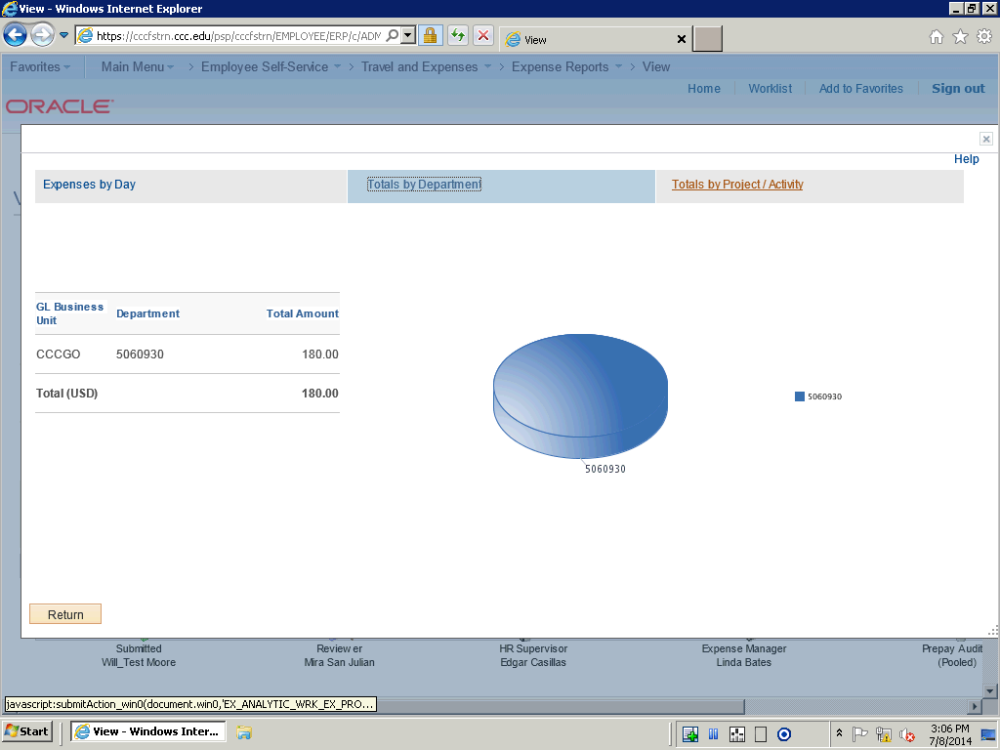 View - Windows Internet Explorer
https://cccfstrn.ccc.edu/psp/cccfstrn/EMPLOYEE/ERP/c/ADM
View
Favorites
Main Menu
Employee Self-Service
Travel and Expenses
Expense Reports
View
Home
Worklist
Add to Favorites
Sign out
ORACLE
Help
Expenses by Day
Totals by Department
Totals by Project / Activity
GL Business Unit Department Total Amount
CCCGO 5060930 180.00
Total (USD) 180.00
5060930
5060930
Return
Submitted
Will_Test Moore
Reviewer
Mira San Julian
HR Supervisor
Edgar Casillas
Expense Manager
Linda Bates
Prepay Audit
(Pooled)
javascript:submitAction_win0(document.win0,'EX_ANALYTIC_WRK_EX_PRO...
Start
View - Windows Inter...
3:06 PM
7/8/2014